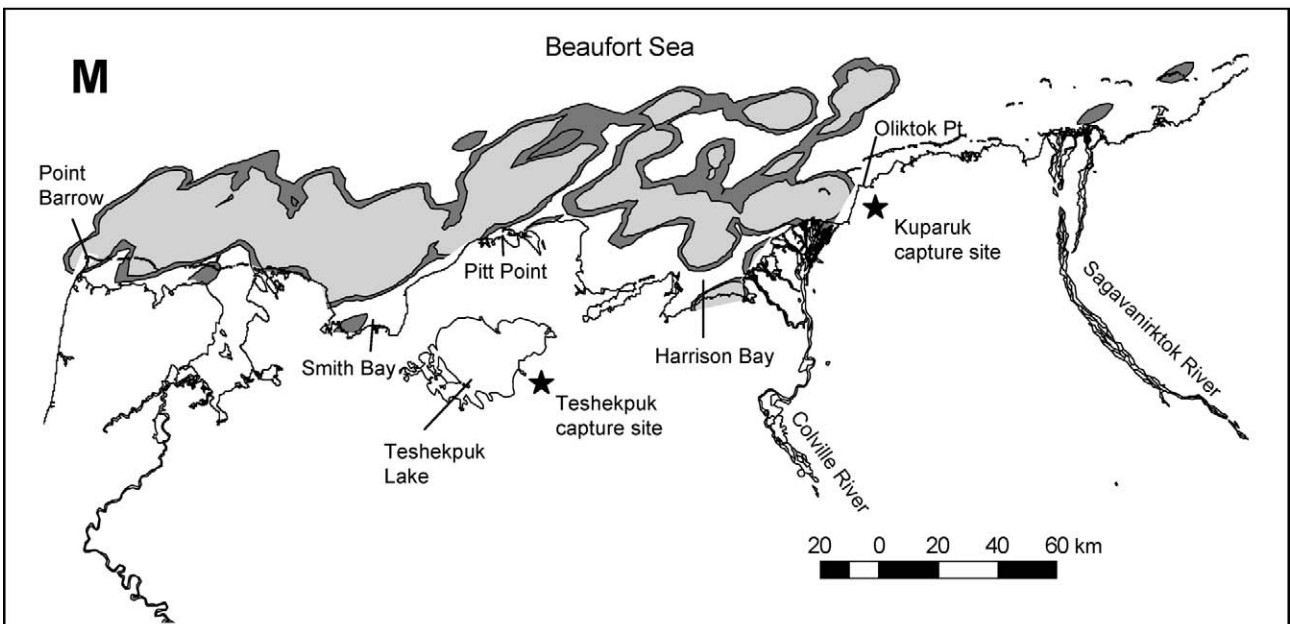 Beaufort Sea
M
Oliktok Pt.
Point
Barrow
Kuparuk
capture site
Pitt Point
Sagavanirktok River
Smith Bay
Harrison Bay
Teshekpuk
capture site
Teshekpuk
Lake
Colville River
20 0 20 40 60 km